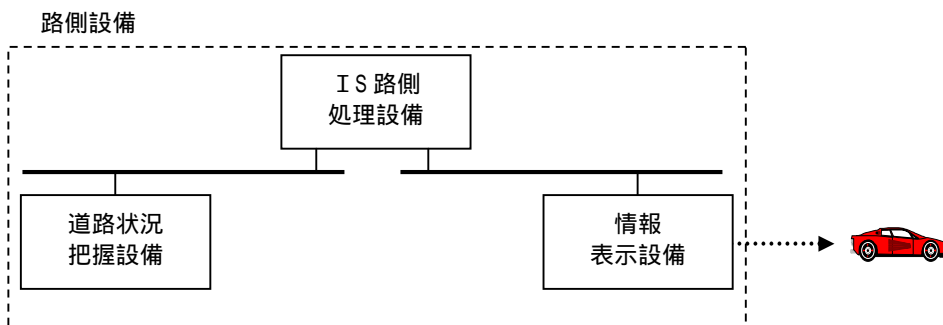 路側設備
ＩＳ路側
処理設備
道路状況
把握設備
情報
表示設備